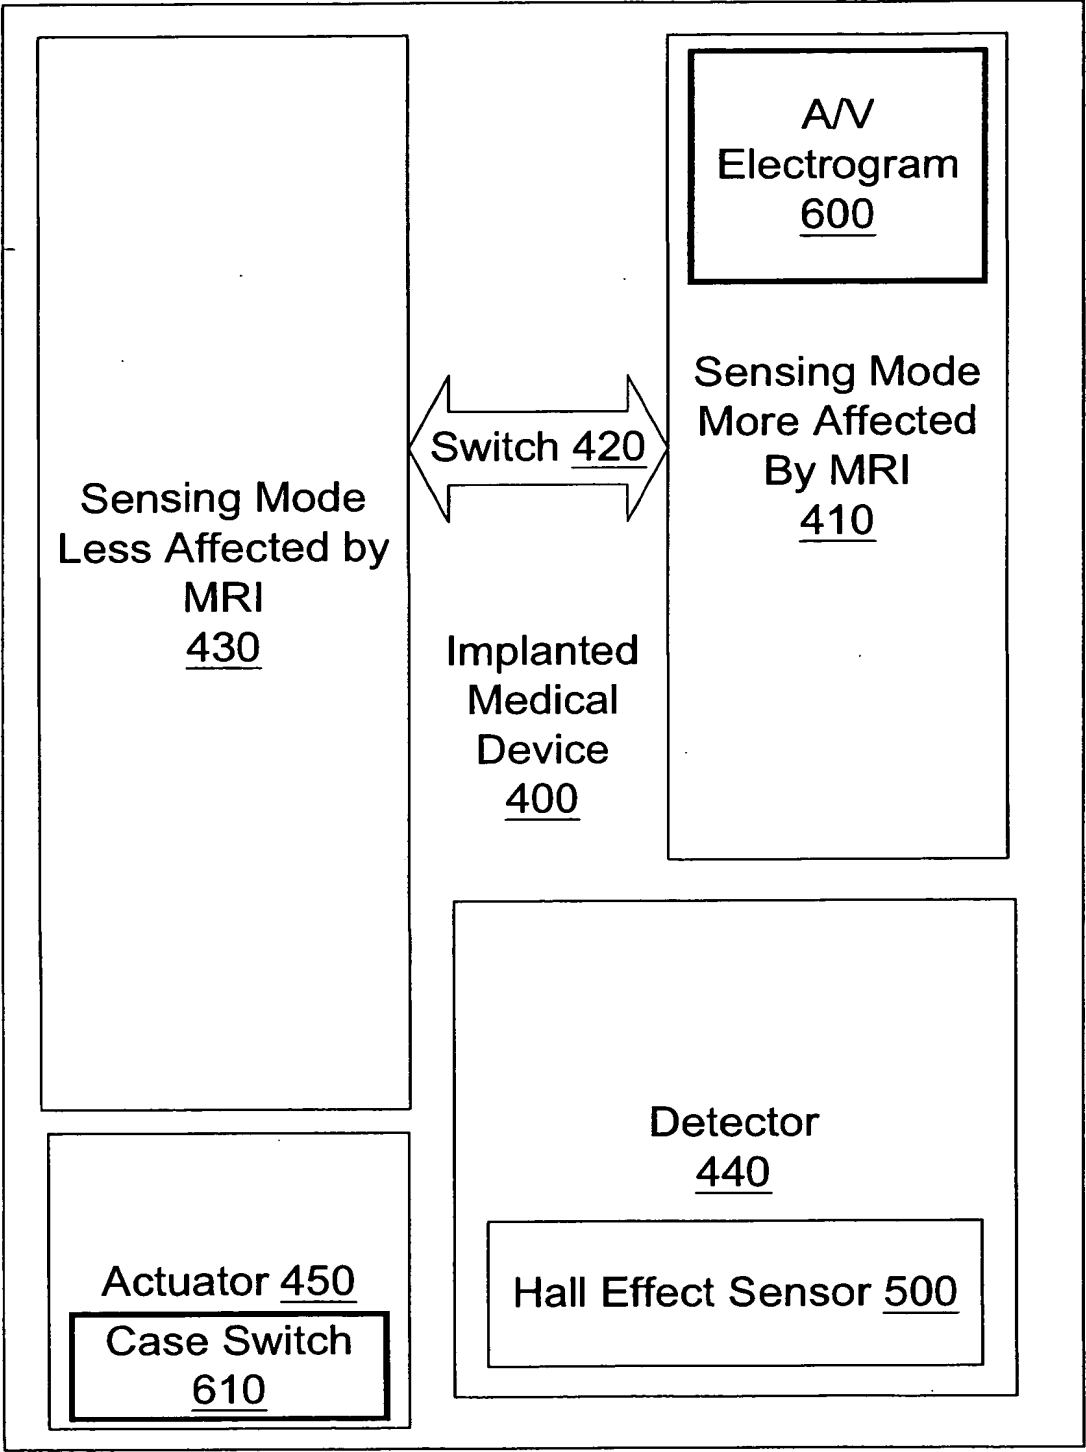 A/V
Electrogram
600
Sensing Mode
More Affected
By MRI
410
Switch 420
Sensing Mode
Less Affected by
MRI
430
Implanted
Medical
Device
400
Detector
440
Hall Effect Sensor 500
Actuator 450
Case Switch
610